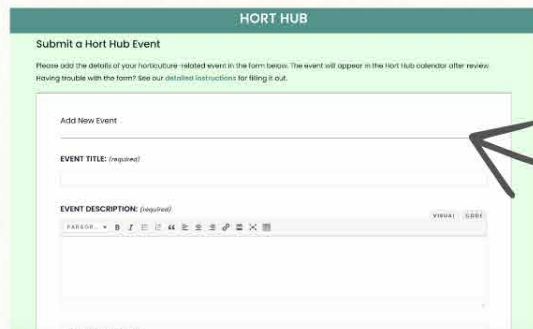 HORT HUB
Submit a Hort Hub Event
Please add the details of your horticulture-related event in the form below. The event will appear in the Hort Hub calendar after review.
Having trouble with the form? See our detailed instructions for filling it out.
Add New Event
EVENT TITLE: (required)
EVENT DESCRIPTION: (required)
VISUAL CODE
PARAGR... B I